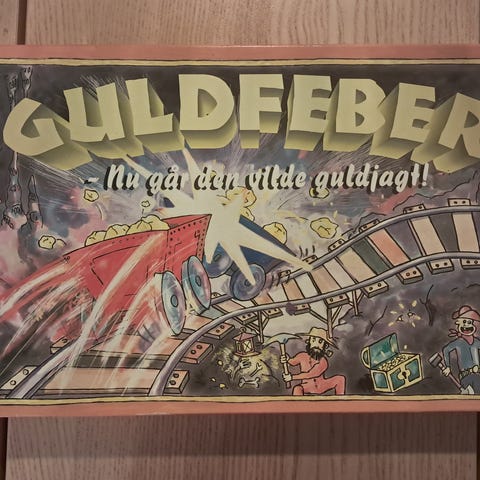 GULDFEBER
- Nu går den vilde guldjagt!